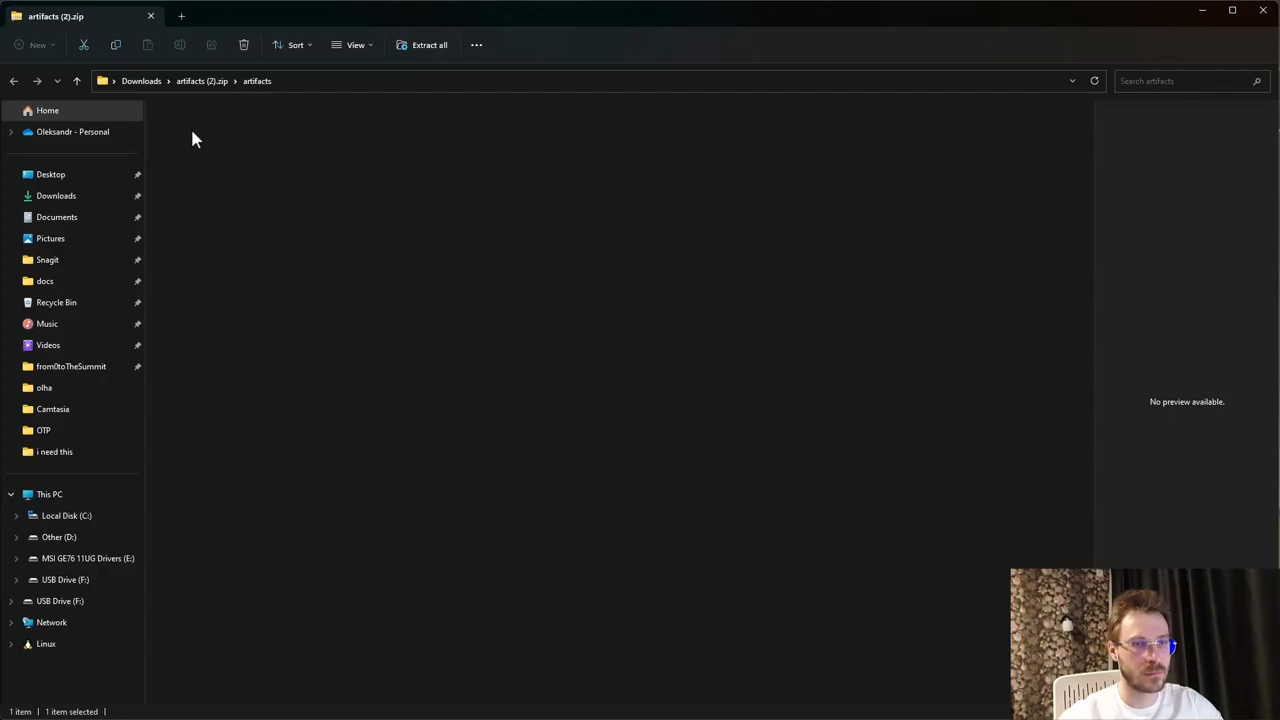 artifacts (2).zip
New
Sort
View
Extract all
Downloads
artifacts (2).zip
artifacts
Search artifacts
Home
Oleksandr - Personal
Desktop
Downloads
Documents
Pictures
Snagit
docs
Recycle Bin
Music
Videos
from0toTheSummit
olha
Camtasia
OTP
i need this
This PC
Local Disk (C:)
Other (D:)
MSI GE76 11UG Drivers (E:)
USB Drive (F:)
USB Drive (F:)
Network
Linux
No preview available.
1 item
1 item selected